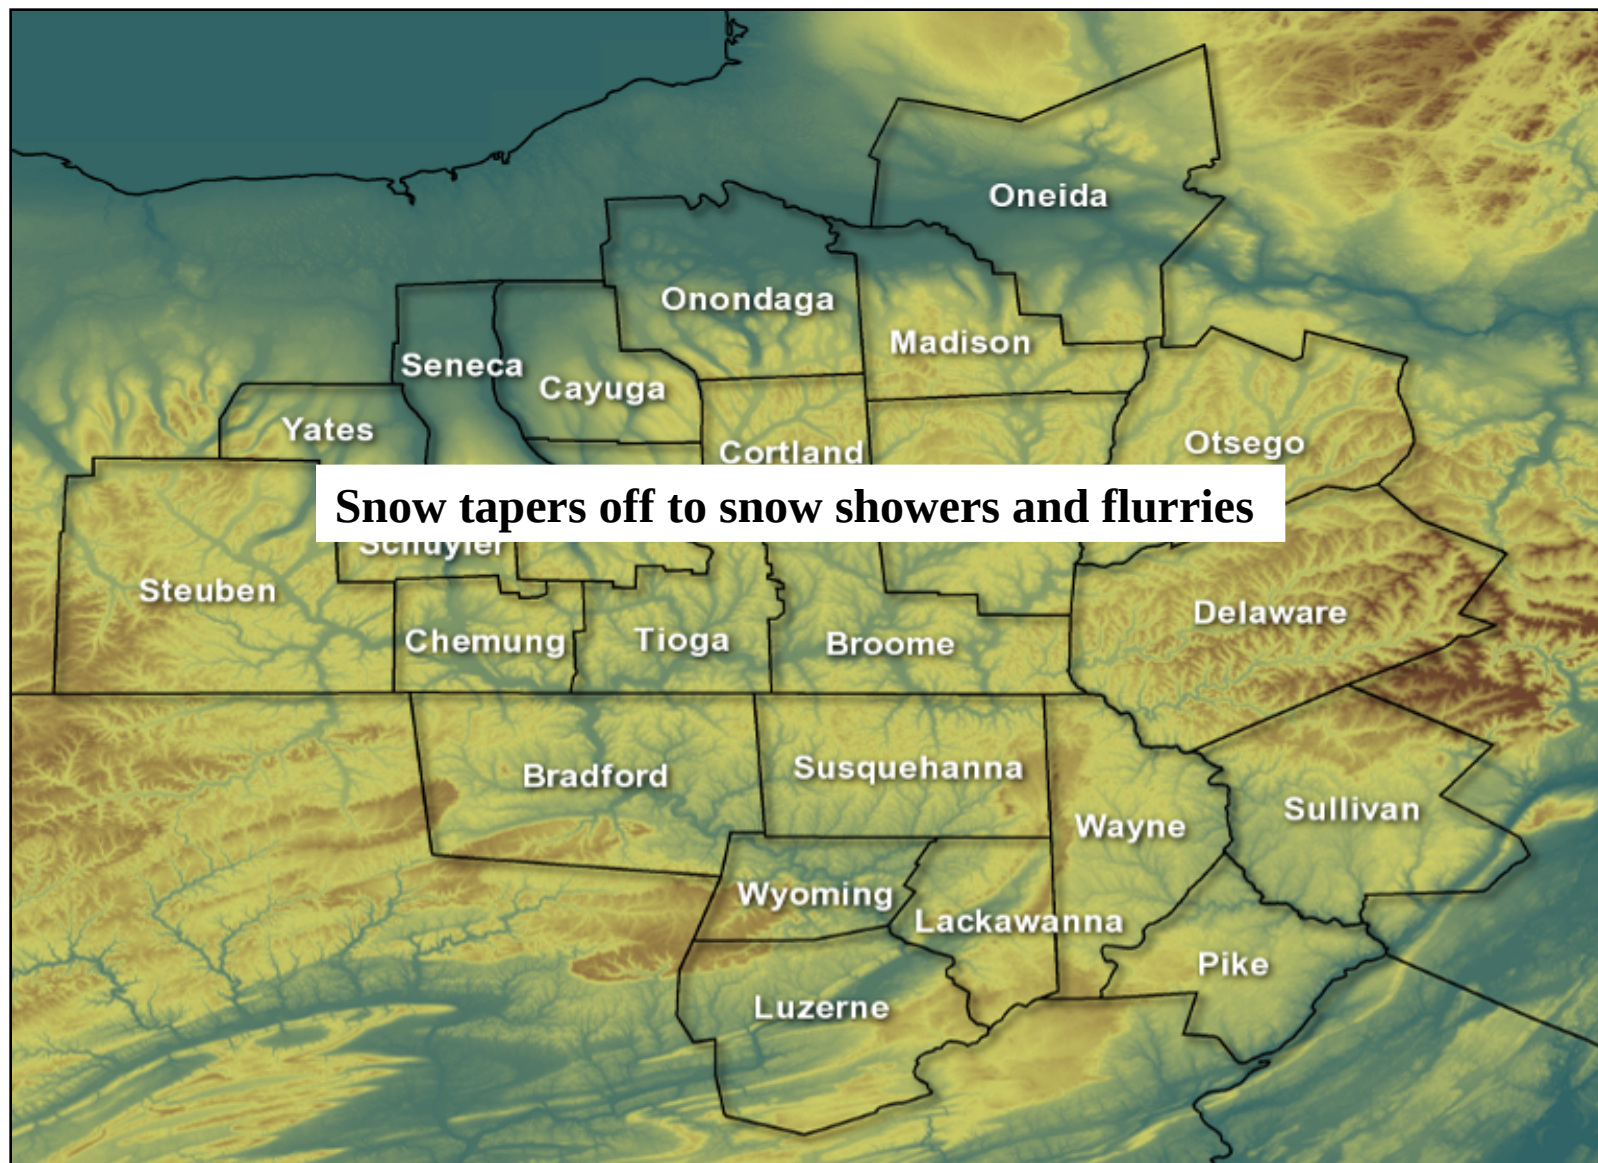 Oneida
Onondaga
Madison
Seneca
Cayuga
Yates
Otsego
Cortland
Snow tapers off to snow showers and flurries
Schuyler
Steuben
Delaware
Chemung
Tioga
Broome
Susquehanna
Bradford
Sullivan
Wayne
Wyoming
Lackawanna
Pike
Luzerne